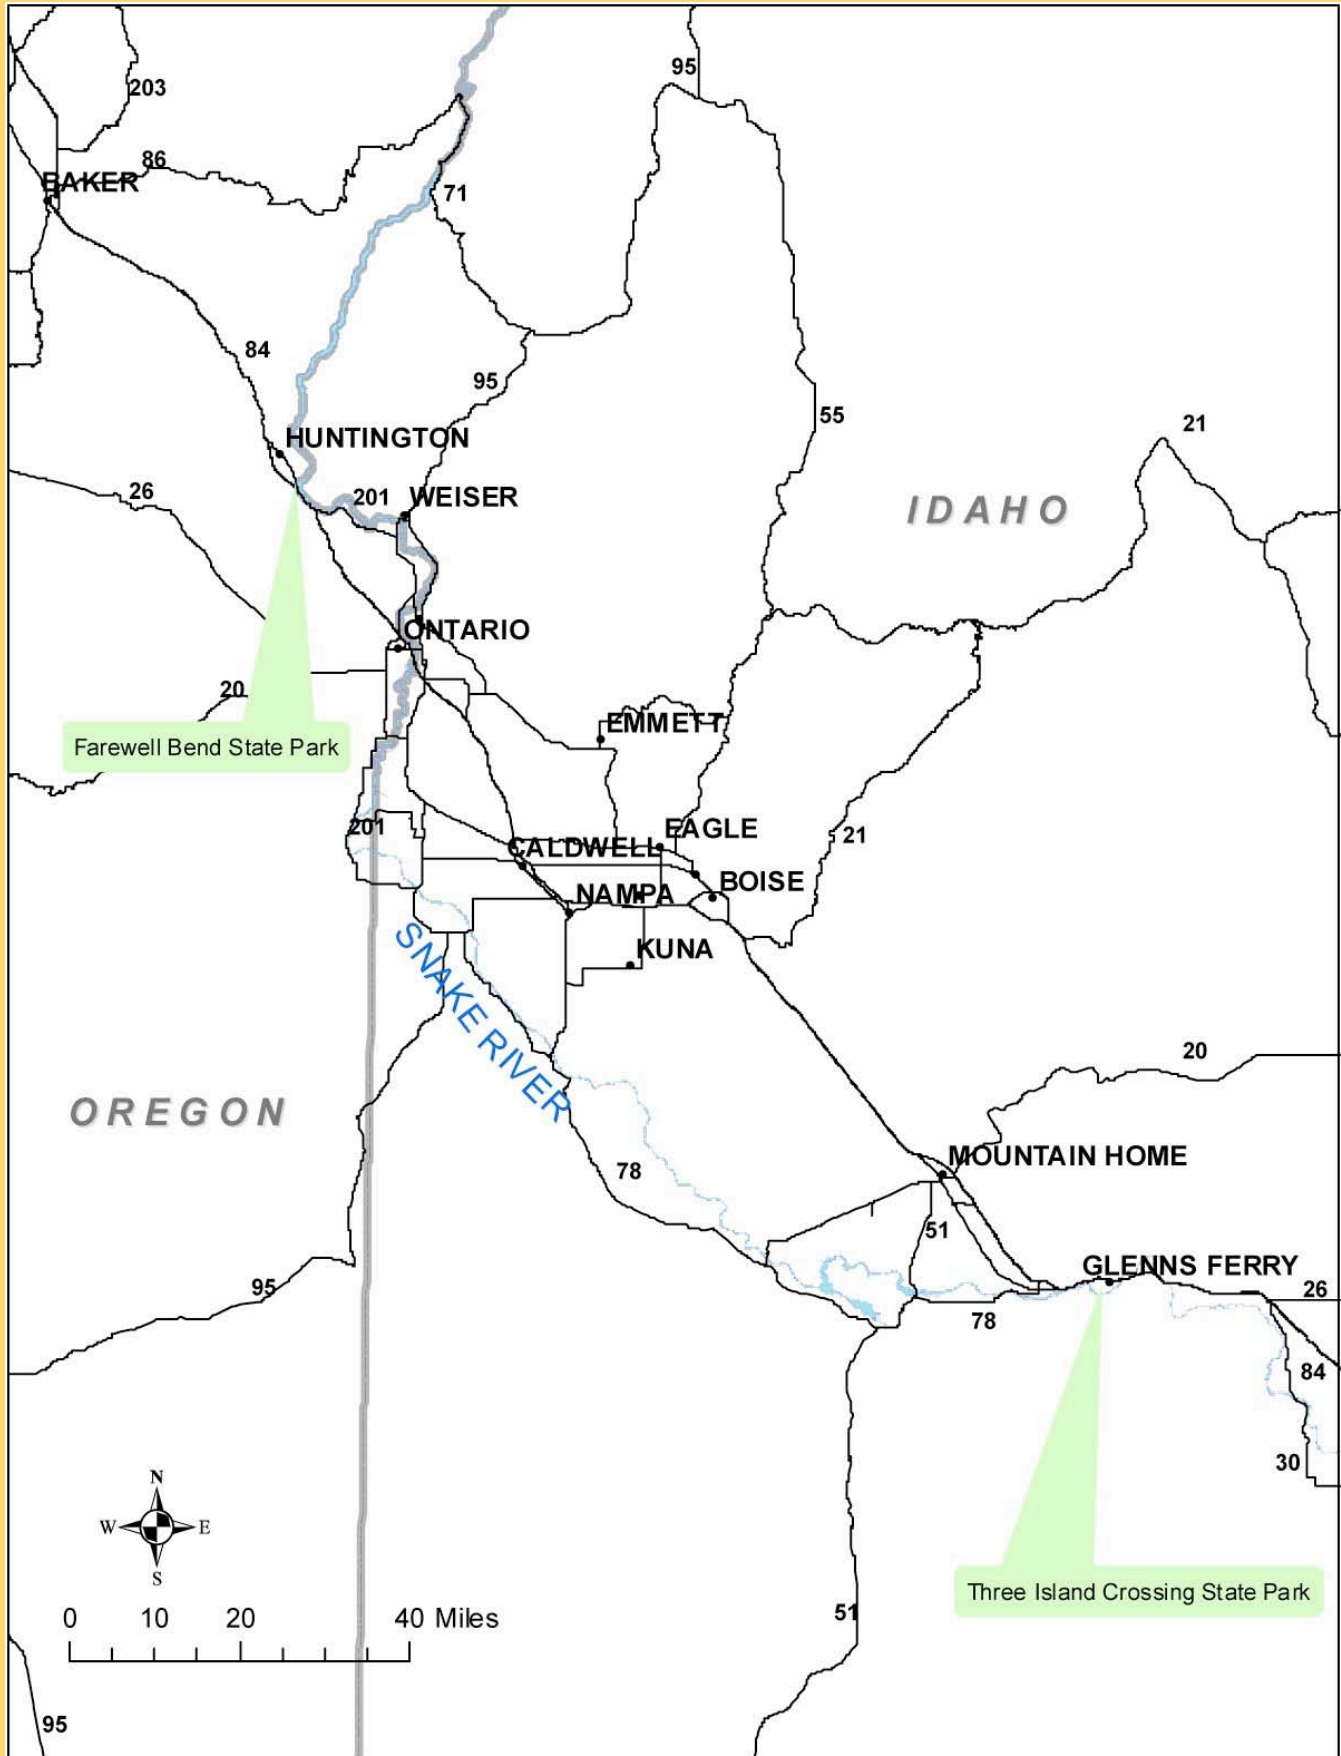 95
203
86
BAKER
71
84
95
55
21
HUNTINGTON
26
201
WEISER
IDAHO
ONTARIO
20
EMMETT
Farewell Bend State Park
201
EAGLE
21
CALDWELL
BOISE
NAMPA
KUNA
SNAKE RIVER
20
OREGON
MOUNTAIN HOME
78
51
GLENNS FERRY
95
26
78
84
30
N
W
E
S
Three Island Crossing State Park
0 10 20 40 Miles
51
95